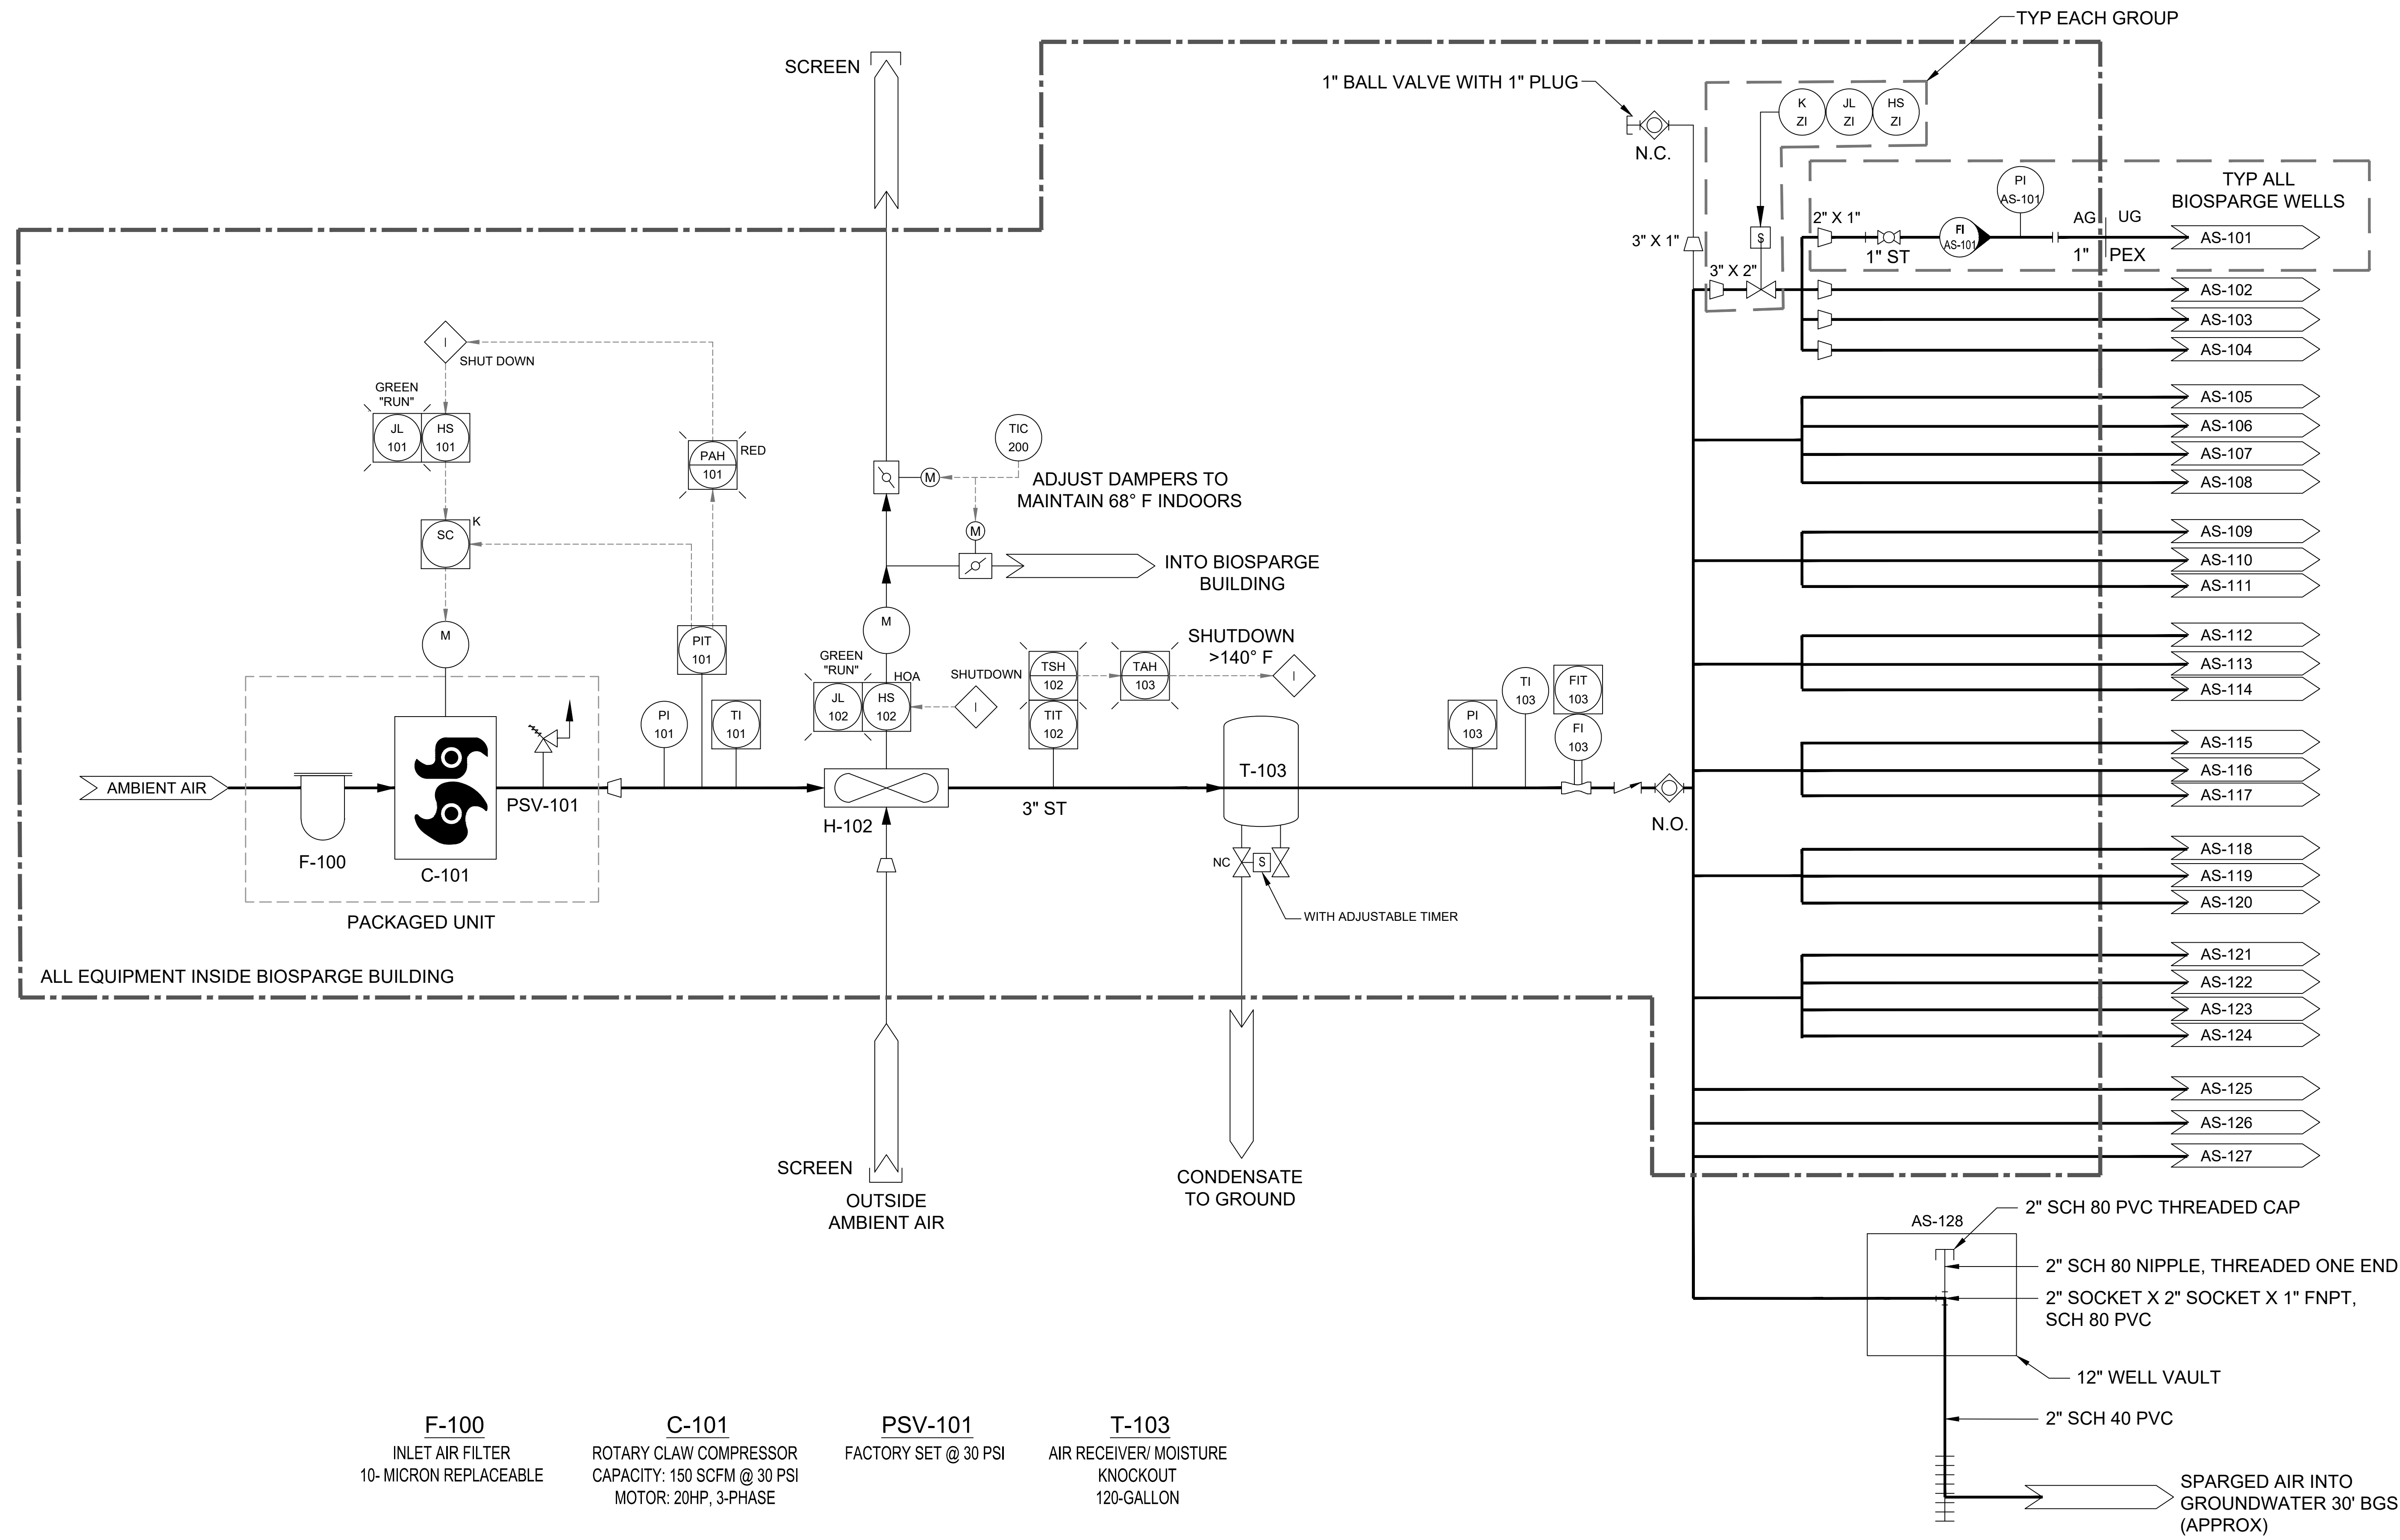 TYP EACH GROUP
SCREEN
1" BALL VALVE WITH 1" PLUG
K
ZI
JL
ZI
HS
ZI
N.C.
PI
AS-101
TYP ALL
BIOSPARGE WELLS
2" X 1"
AG
UG
3" X 1"
S
FI
AS-101
AS-101
1" ST
1"
PEX
3" X 2"
AS-102
AS-103
AS-104
I
SHUT DOWN
GREEN
"RUN"
JL
101
HS
101
PAH
101
RED
TIC
200
M
ADJUST DAMPERS TO
MAINTAIN 68° F INDOORS
AS-105
AS-106
AS-107
AS-108
SC
K
M
INTO BIOSPARGE
BUILDING
AS-109
AS-110
AS-111
M
PIT
101
M
GREEN
"RUN"
HOA
JL
102
HS
102
SHUTDOWN
I
TSH
102
TIT
102
TAH
103
SHUTDOWN
>140° F
I
AS-112
AS-113
AS-114
PI
101
TI
101
PI
103
TI
103
FIT
103
FI
103
AS-115
AS-116
AS-117
AMBIENT AIR
F-100
C-101
PSV-101
H-102
3" ST
T-103
N.O.
NC
S
WITH ADJUSTABLE TIMER
PACKAGED UNIT
AS-118
AS-119
AS-120
ALL EQUIPMENT INSIDE BIOSPARGE BUILDING
AS-121
AS-122
AS-123
AS-124
AS-125
AS-126
AS-127
SCREEN
OUTSIDE
AMBIENT AIR
CONDENSATE
TO GROUND
AS-128
2" SCH 80 PVC THREADED CAP
2" SCH 80 NIPPLE, THREADED ONE END
2" SOCKET X 2" SOCKET X 1" FNPT,
SCH 80 PVC
12" WELL VAULT
2" SCH 40 PVC
SPARGED AIR INTO
GROUNDWATER 30' BGS
(APPROX)
F-100
INLET AIR FILTER
10- MICRON REPLACEABLE
C-101
ROTARY CLAW COMPRESSOR
CAPACITY: 150 SCFM @ 30 PSI
MOTOR: 20HP, 3-PHASE
PSV-101
FACTORY SET @ 30 PSI
T-103
AIR RECEIVER/ MOISTURE
KNOCKOUT
120-GALLON